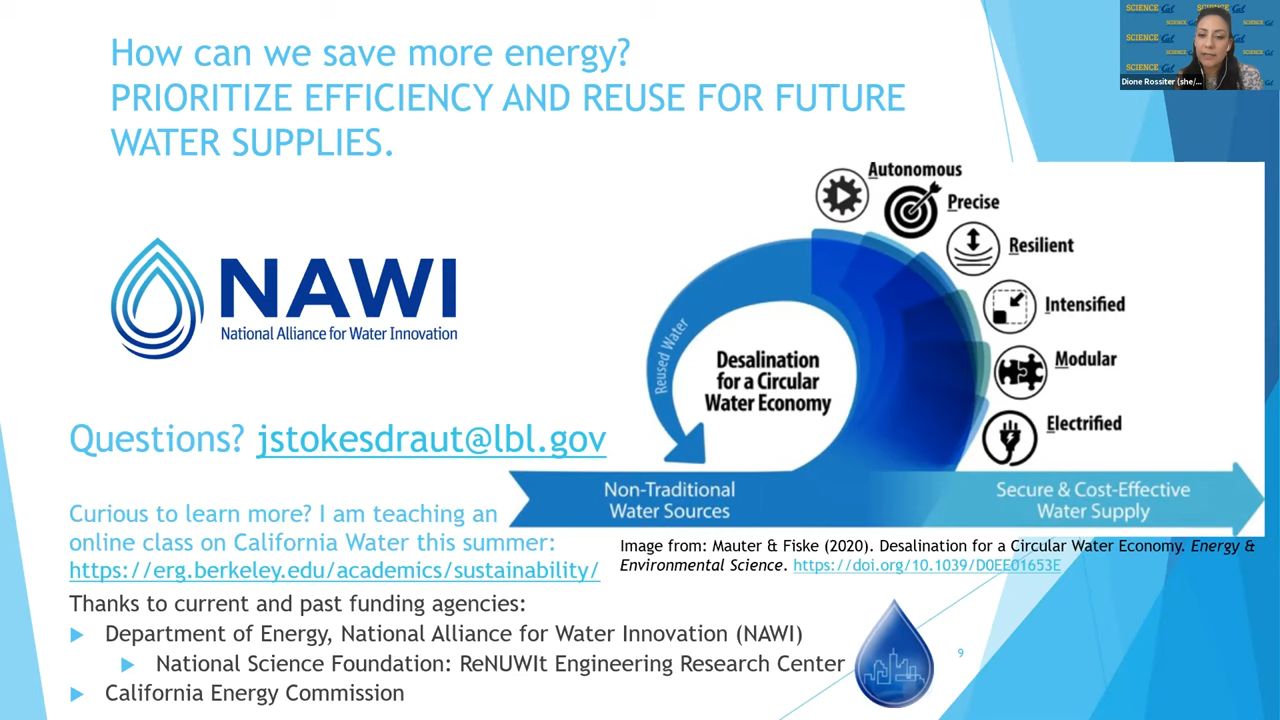 How can we save more energy?
PRIORITIZE EFFICIENCY AND REUSE FOR FUTURE
WATER SUPPLIES.
SCIENCE Cal
SCIENCE
SCIENCE
SCIENCE
Dione Rossiter (she/...
NAWI
National Alliance for Water Innovation
Autonomous
Precise
Resilient
Intensified
Modular
Electrified
Reused Water
Desalination
for a Circular
Water Economy
Non-Traditional
Water Sources
Secure & Cost-Effective
Water Supply
Questions? jstokesdraut@lbl.gov
Curious to learn more? I am teaching an
online class on California Water this summer:
https://erg.berkeley.edu/academics/sustainability/
Image from: Mauter & Fiske (2020). Desalination for a Circular Water Economy. Energy &
Environmental Science. https://doi.org/10.1039/D0EE01653E
Thanks to current and past funding agencies:
Department of Energy, National Alliance for Water Innovation (NAWI)
National Science Foundation: ReNUWIt Engineering Research Center
California Energy Commission
9